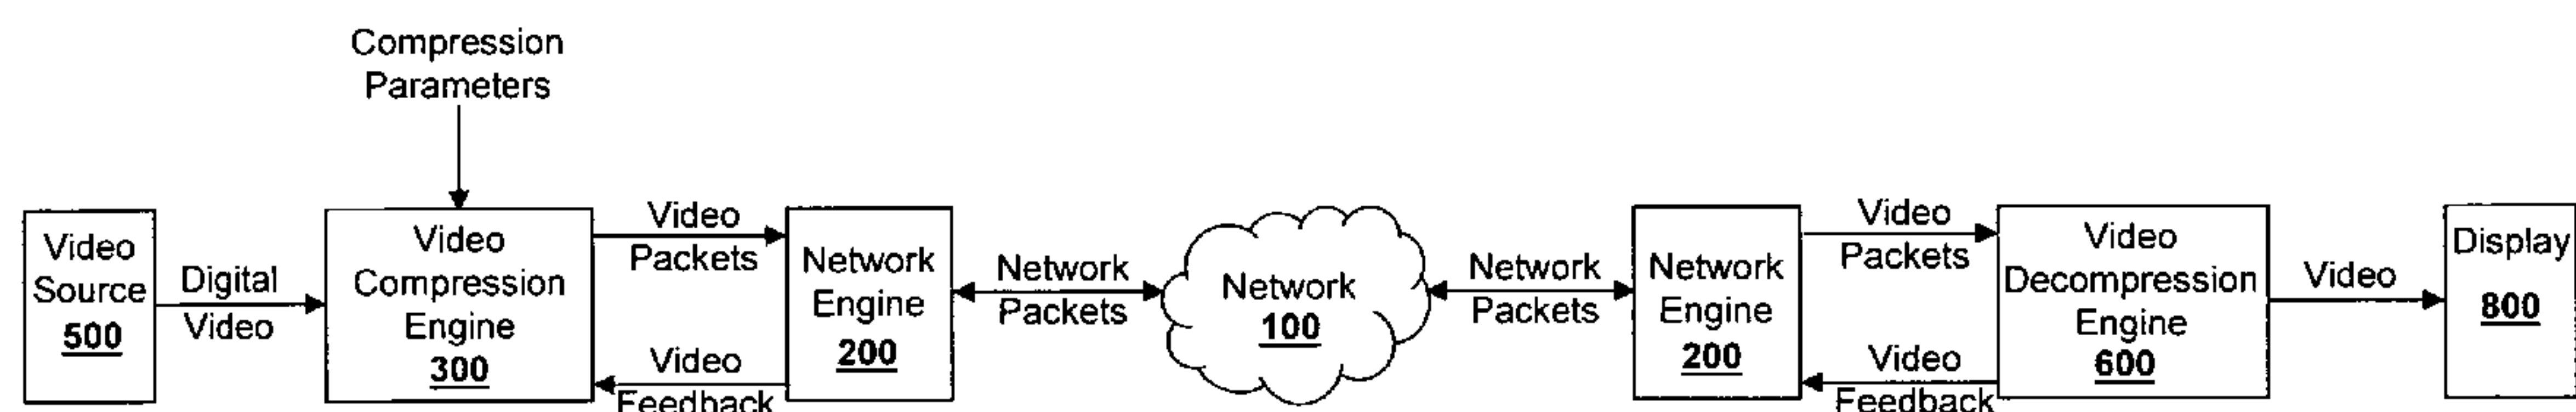 Compression
Parameters
Video
Source
500
Digital
Video
Video
Compression
Engine
300
Video
Packets
Video
Feedback
Network
Engine
200
Network
Packets
Network
100
Network
Packets
Network
Engine
200
Video
Packets
Video
Feedback
Video
Decompression
Engine
600
Video
Display
800